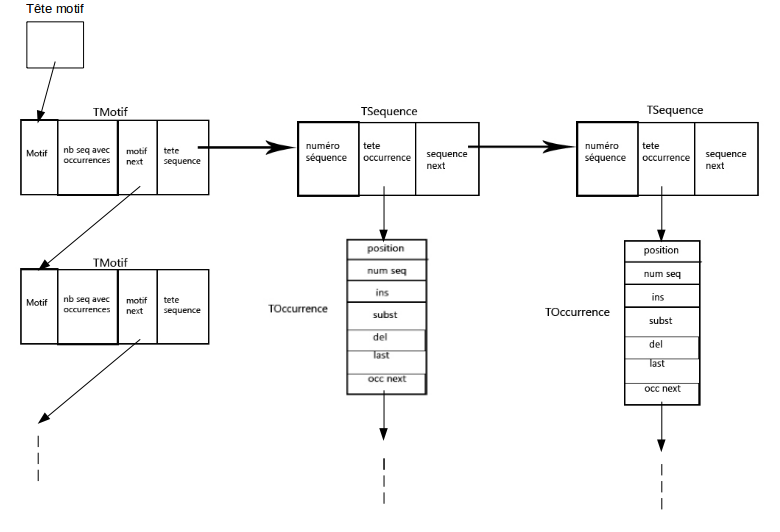 Tête motif
TMotif
Motif
nb seq avec
occurrences
motif
next
tete
sequence
TSequence
numéro
séquence
tete
occurrence
sequence
next
TSequence
numéro
séquence
tete
occurrence
sequence
next
TMotif
Motif
nb seq avec
occurrences
motif
next
tete
sequence
TOccurrence
position
num seq
ins
subst
del
last
occ next
TOccurrence
position
num seq
ins
subst
del
last
occ next